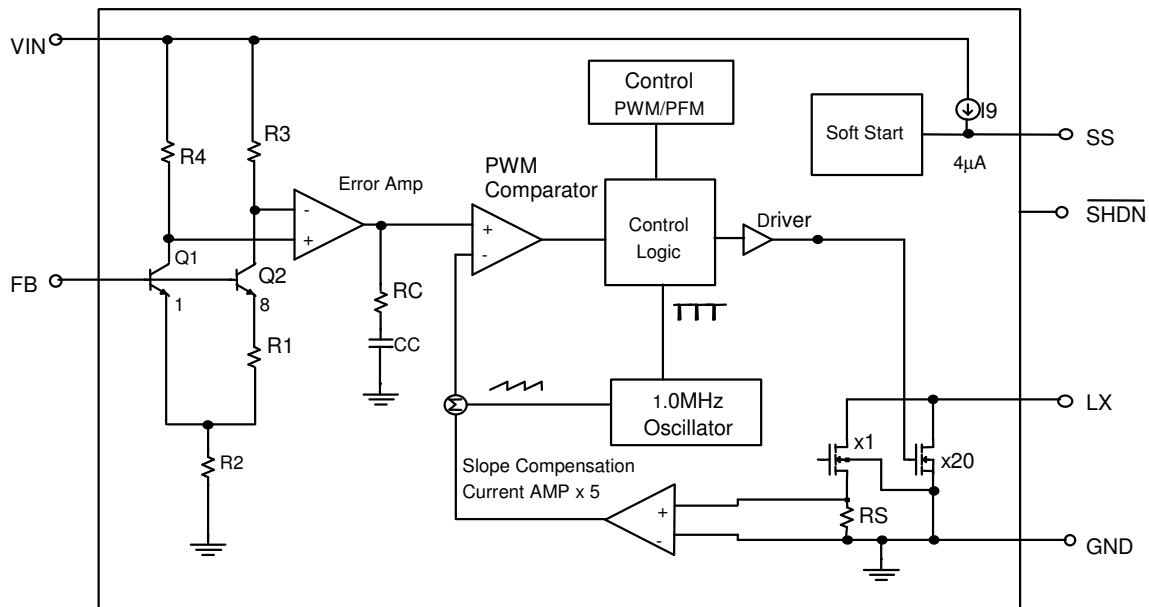 VIN
Control
PWM/PFM
I9
Soft Start
SS
4µA
R4
R3
PWM
Comparator
Error Amp
SHDN
Control
Logic
Driver
+
-
-
+
+
-
Q1
Q2
FB
1
8
RC
R1
CC
Σ
1.0MHz
Oscillator
LX
x1
x20
R2
Slope Compensation
Current AMP x 5
+
-
RS
GND